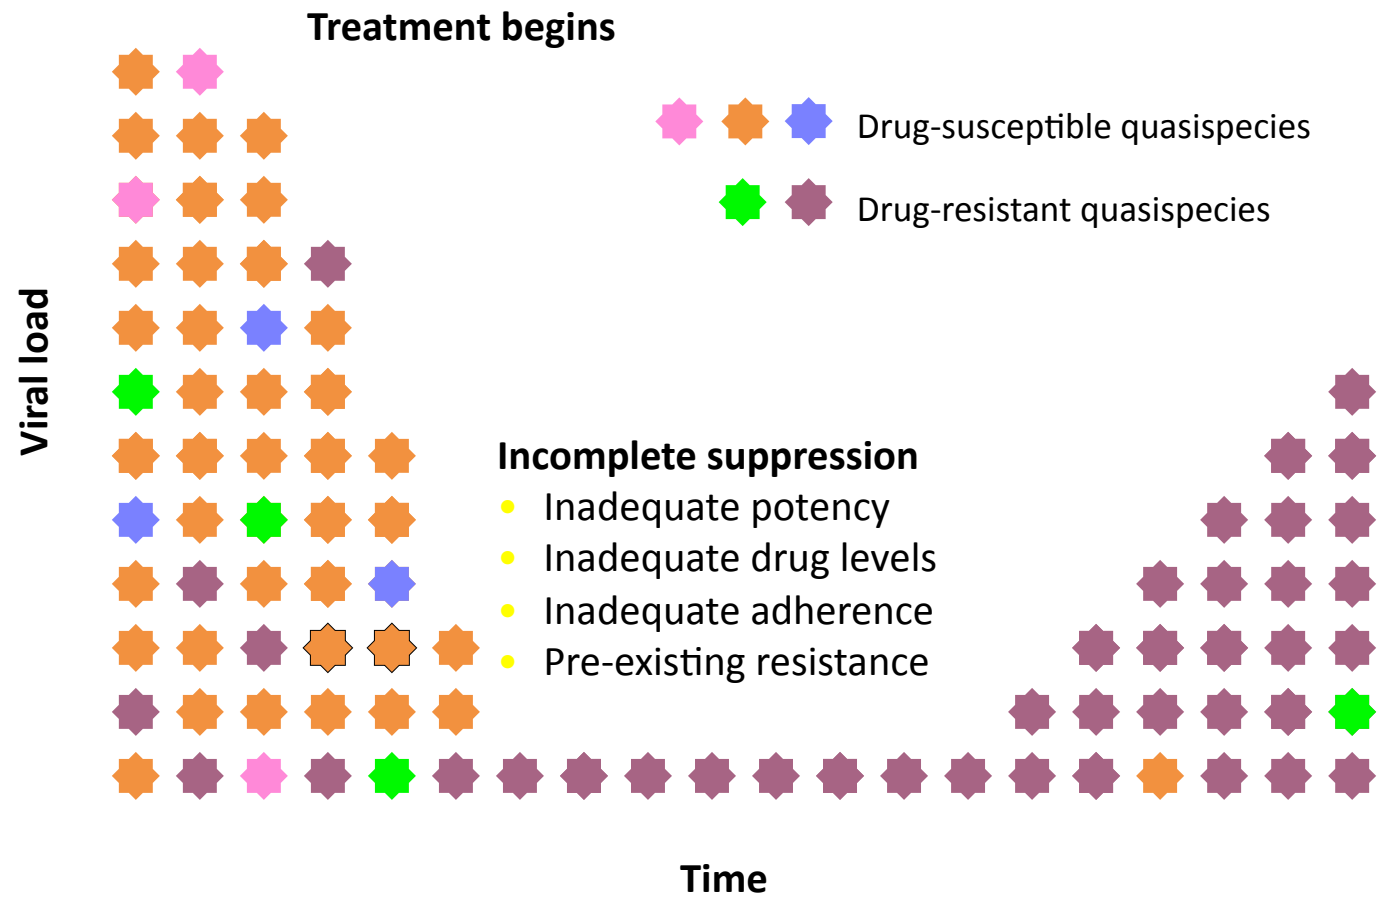 Treatment begins
Drug-susceptible quasispecies
Drug-resistant quasispecies
Viral load
Incomplete suppression
• Inadequate potency
• Inadequate drug levels
• Inadequate adherence
• Pre-existing resistance
Time